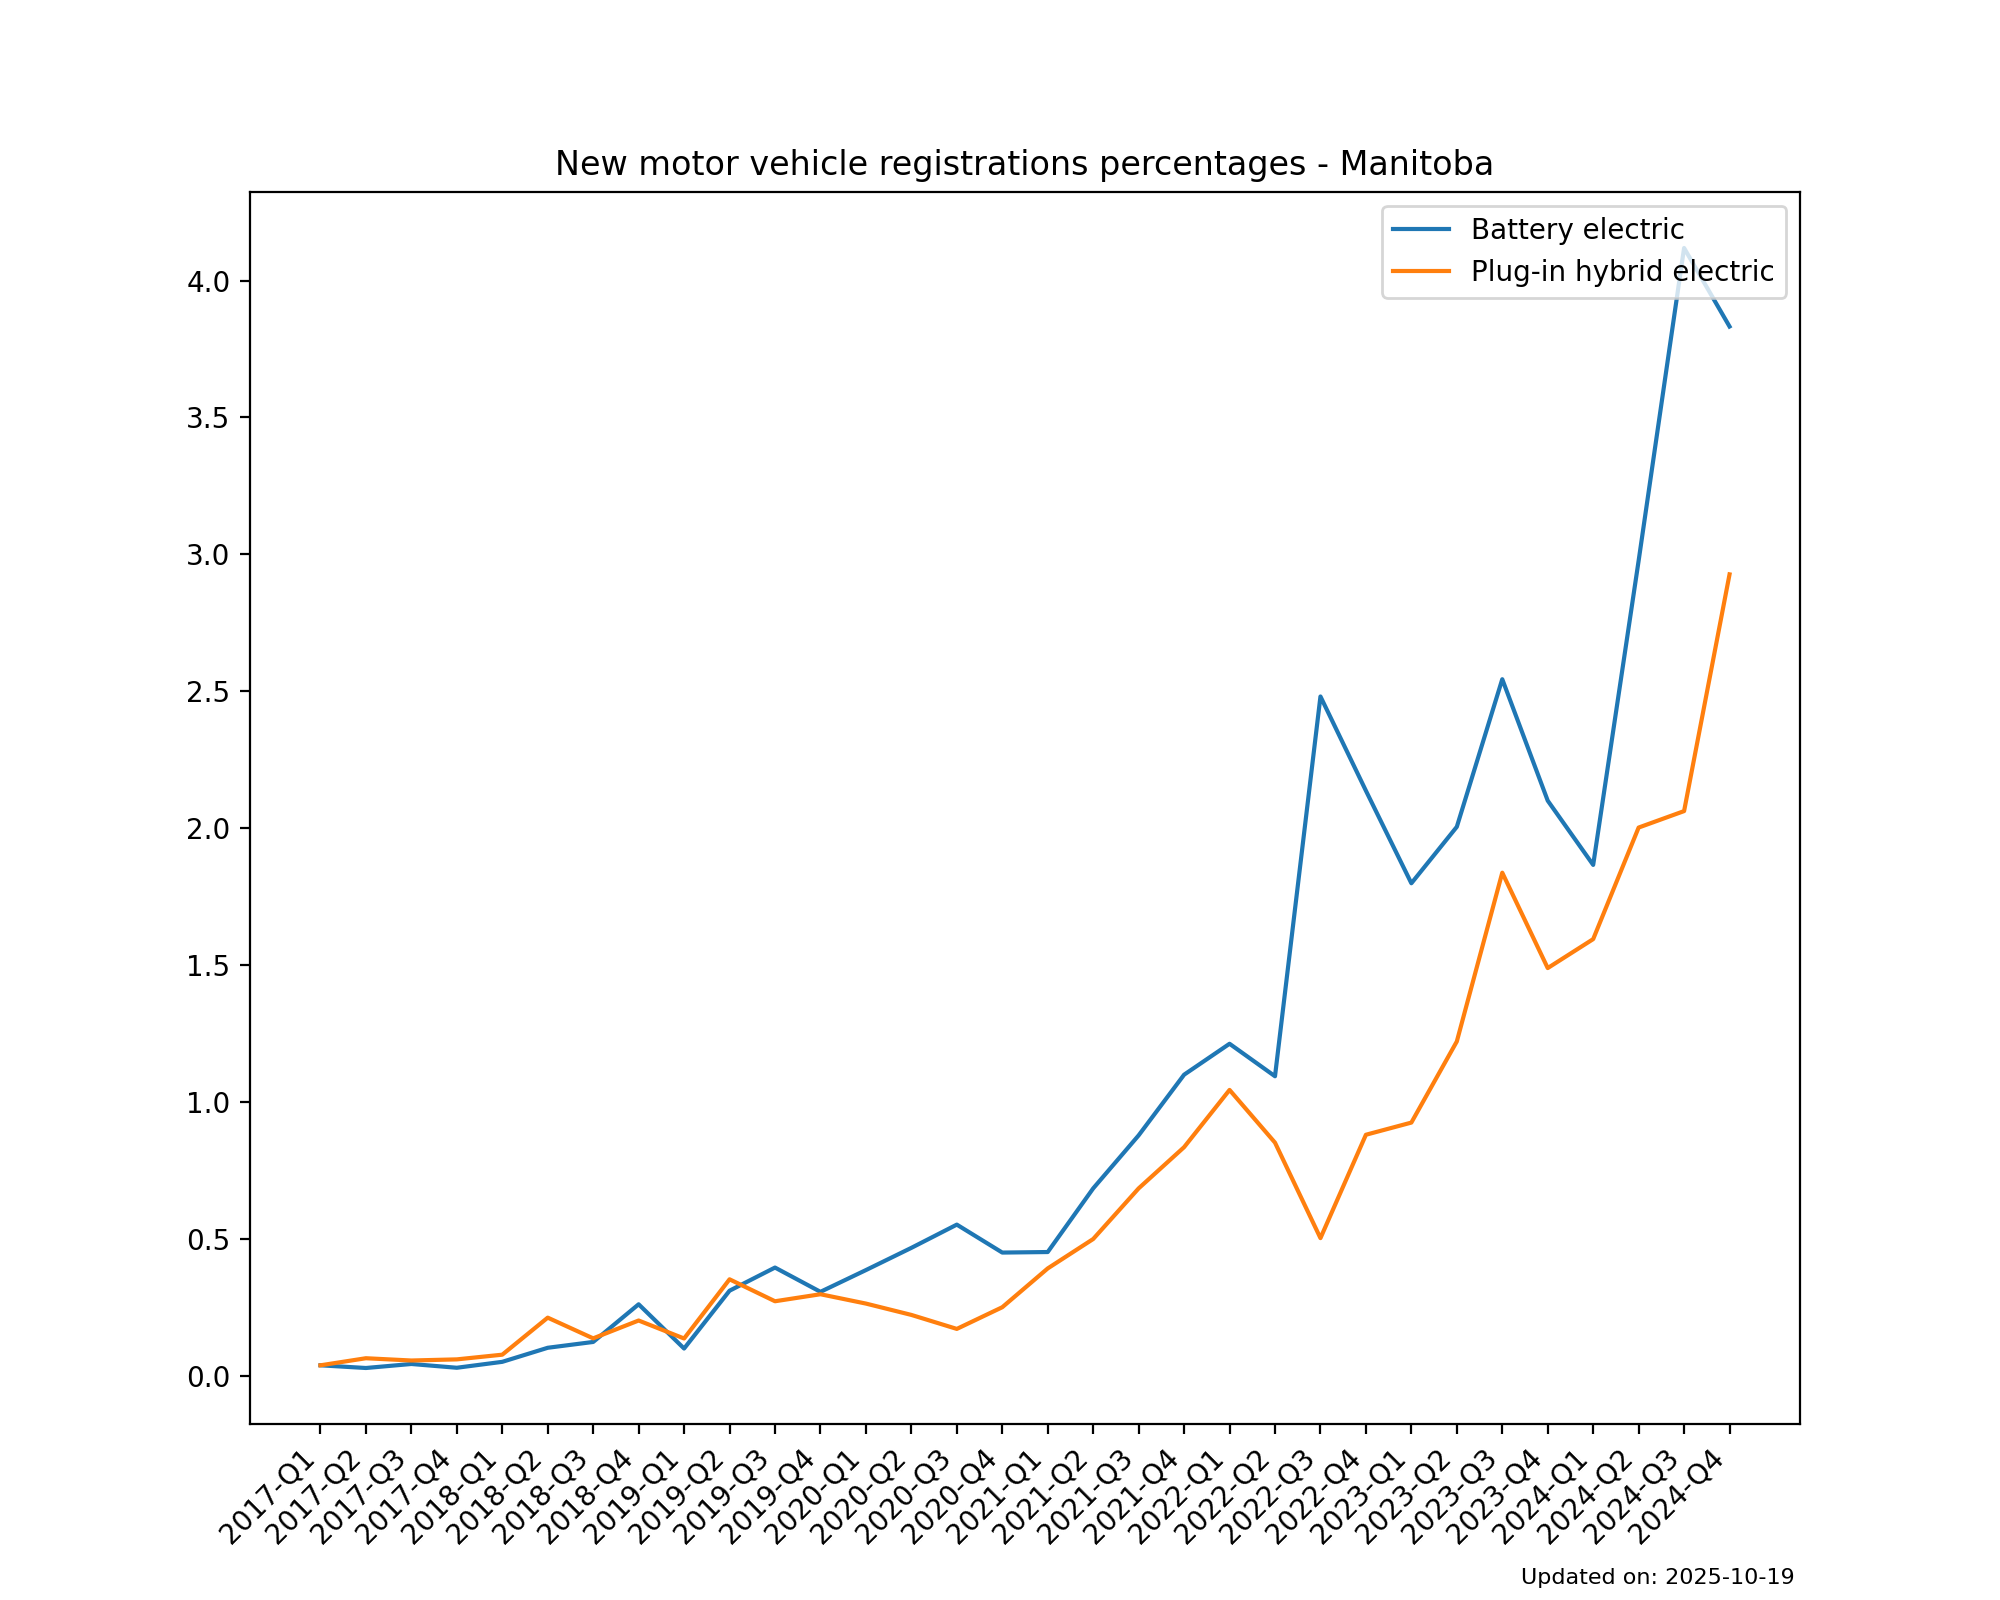 New motor vehicle registrations percentages - Manitoba
Battery electric
Plug-in hybrid electric
4.0
3.5
3.0
2.5
2.0
1.5
1.0
0.5
0.0
2017-Q1
2017-Q2
2017-Q3
2017-Q4
2018-Q1
2018-Q2
2018-Q3
2018-Q4
2019-Q1
2019-Q2
2019-Q3
2019-Q4
2020-Q1
2020-Q2
2020-Q3
2020-Q4
2021-Q1
2021-Q2
2021-Q3
2021-Q4
2022-Q1
2022-Q2
2022-Q3
2022-Q4
2023-Q1
2023-Q2
2023-Q3
2023-Q4
2024-Q1
2024-Q2
2024-Q3
2024-Q4
Updated on: 2025-10-19